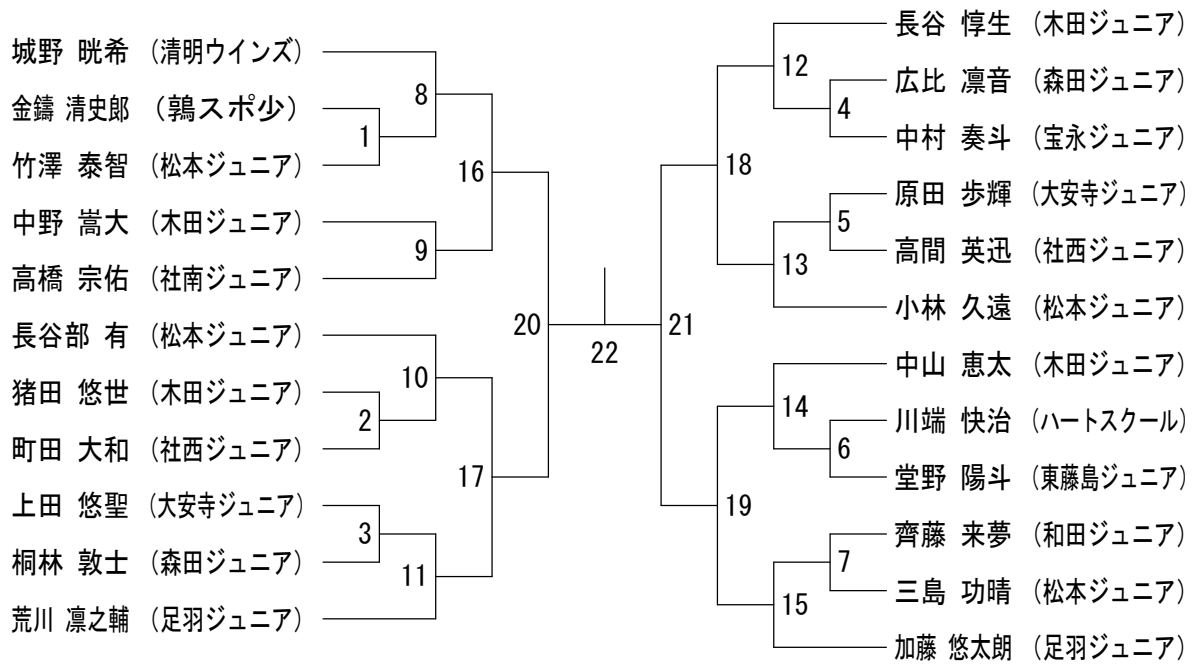 城野 晄希 (清明ウインズ)
金鑄 清史郎 (鶉スポ少)
竹澤 泰智 (松本ジュニア)
中野 嵩大 (木田ジュニア)
高橋 宗佑 (社南ジュニア)
長谷部 有 (松本ジュニア)
猪田 悠世 (木田ジュニア)
町田 大和 (社西ジュニア)
上田 悠聖 (大安寺ジュニア)
桐林 敦士 (森田ジュニア)
荒川 凛之輔 (足羽ジュニア)
1
2
3
8
9
10
11
16
17
20
22
21
18
19
12
13
14
15
4
5
6
7
長谷 惇生 (木田ジュニア)
広比 凛音 (森田ジュニア)
中村 奏斗 (宝永ジュニア)
原田 歩輝 (大安寺ジュニア)
高間 英迅 (社西ジュニア)
小林 久遠 (松本ジュニア)
中山 恵太 (木田ジュニア)
川端 快治 (ハートスクール)
堂野 陽斗 (東藤島ジュニア)
齊藤 来夢 (和田ジュニア)
三島 功晴 (松本ジュニア)
加藤 悠太朗 (足羽ジュニア)